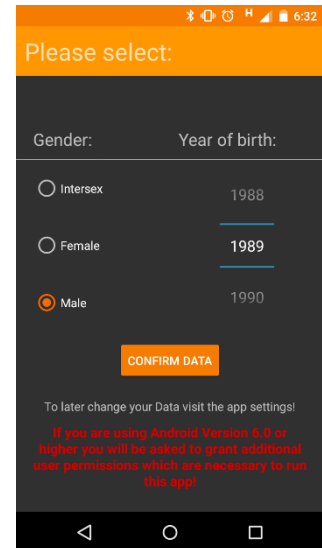 H 6:32
Please select:
Gender: Year of birth:
Intersex 1988
Female 1989
Male 1990
CONFIRM DATA
To later change your Data visit the app settings!
If you are using Android Version 6.0 or
higher you will be asked to grant additional
user permissions which are necessary to run
this app!